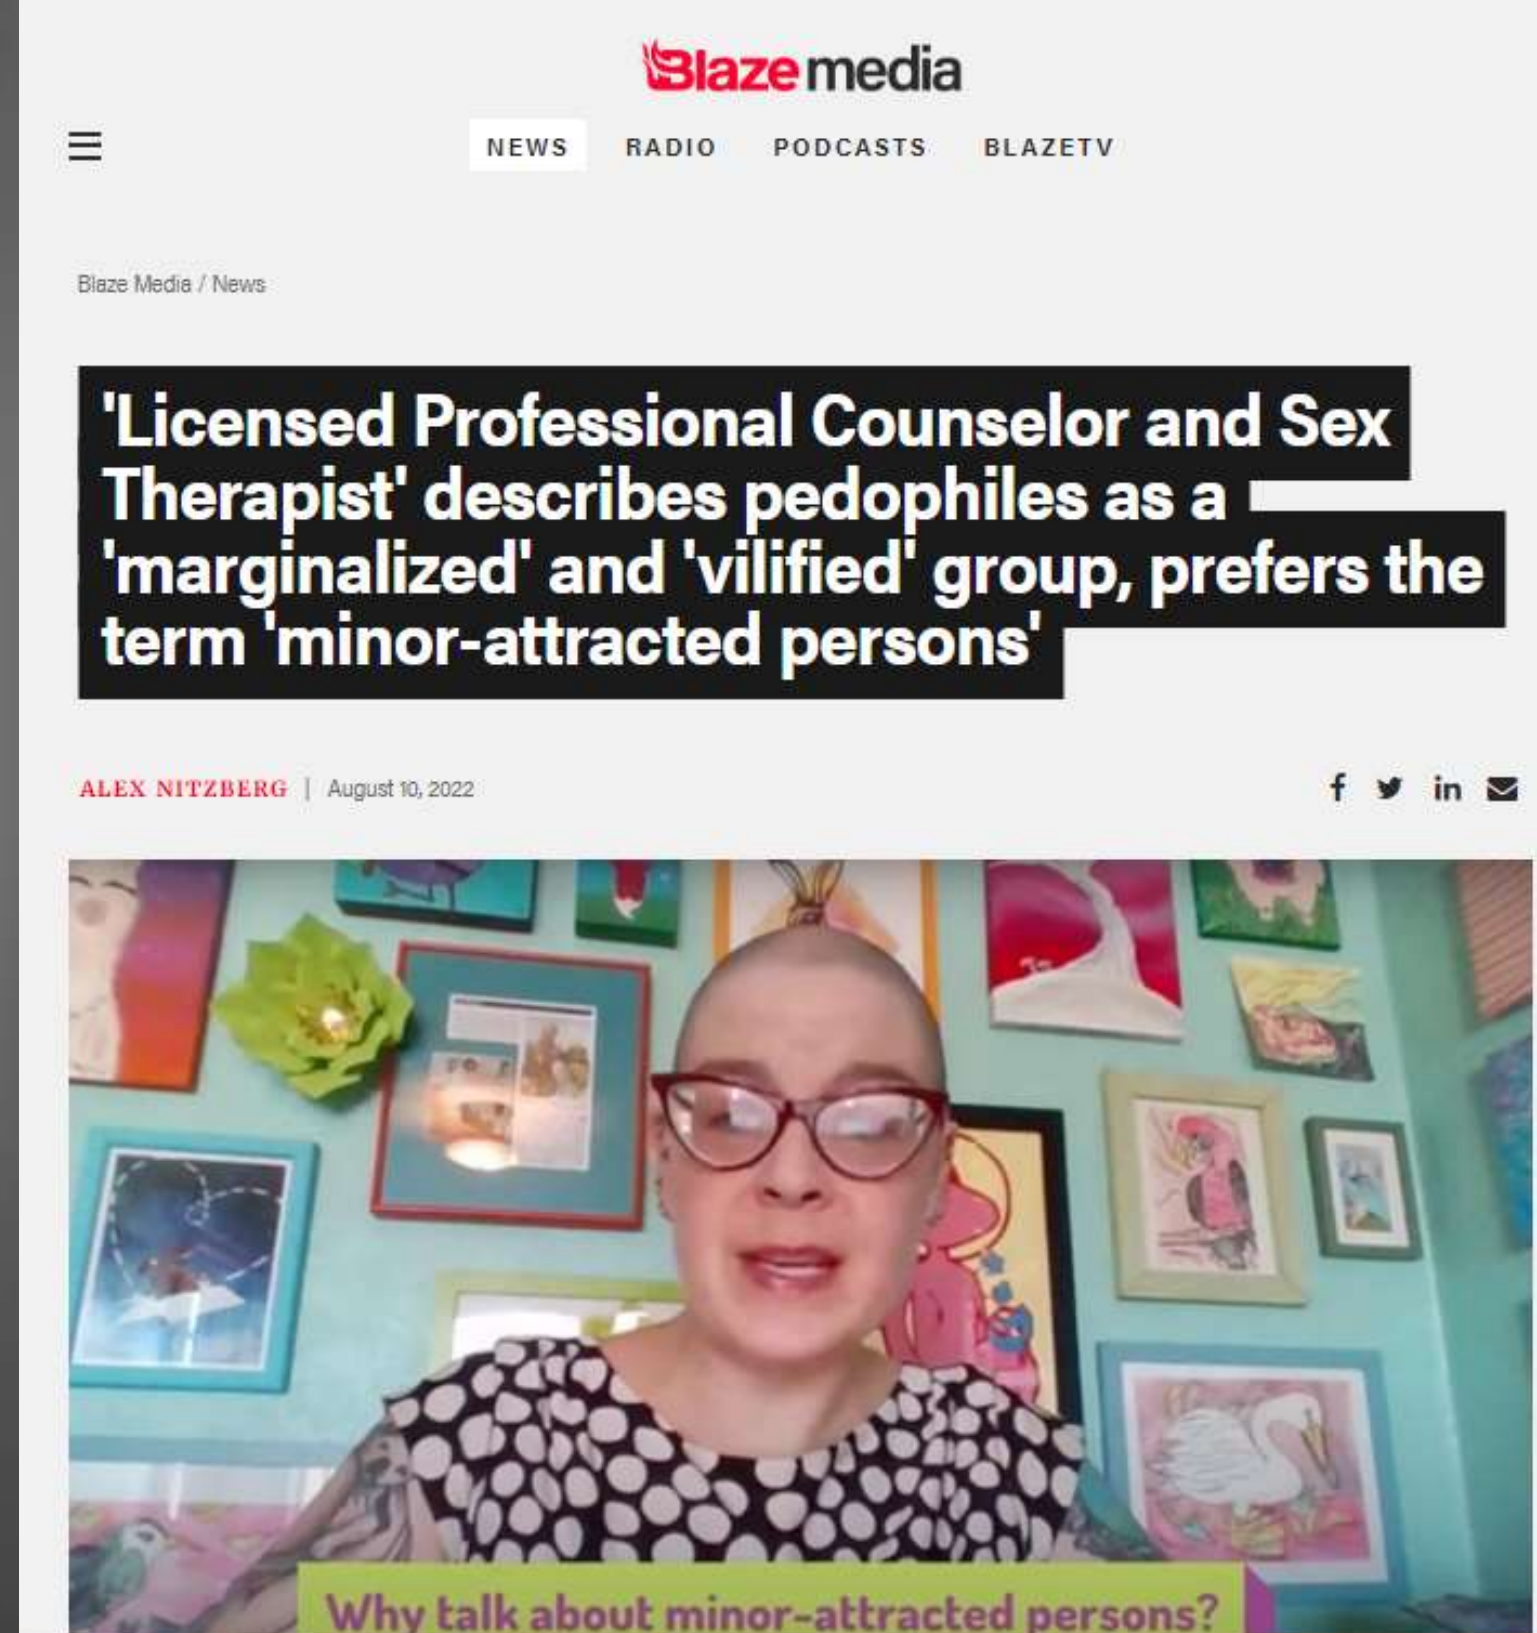 Blaze media
NEWS RADIO PODCASTS BLAZETV
Blaze Media / News
'Licensed Professional Counselor and Sex
Therapist' describes pedophiles as a
'marginalized' and 'vilified' group, prefers the
term 'minor-attracted persons'
ALEX NITZBERG | August 10, 2022
Why talk about minor-attracted persons?